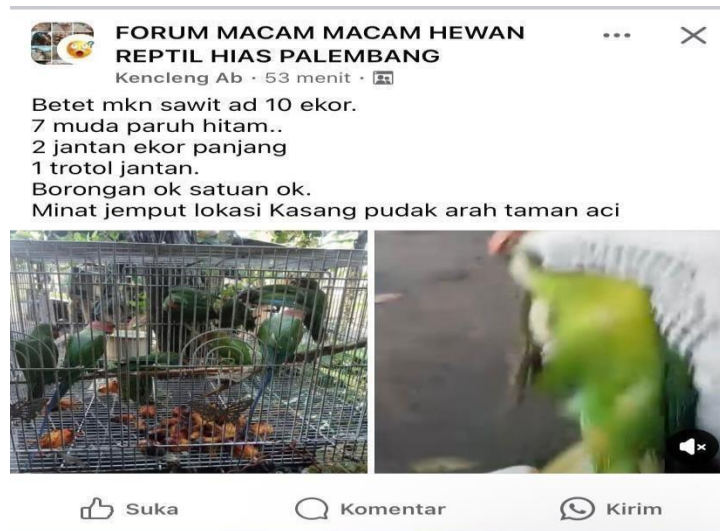 FORUM MACAM MACAM HEWAN
REPTIL HIAS PALEMBANG
Kencleng Ab · 53 menit ·
Betet mkn sawit ad 10 ekor.
7 muda paruh hitam..
2 jantan ekor panjang
1 trotol jantan.
Borongan ok satuan ok.
Minat jemput lokasi Kasang pudak arah taman aci
Suka
Komentar
Kirim